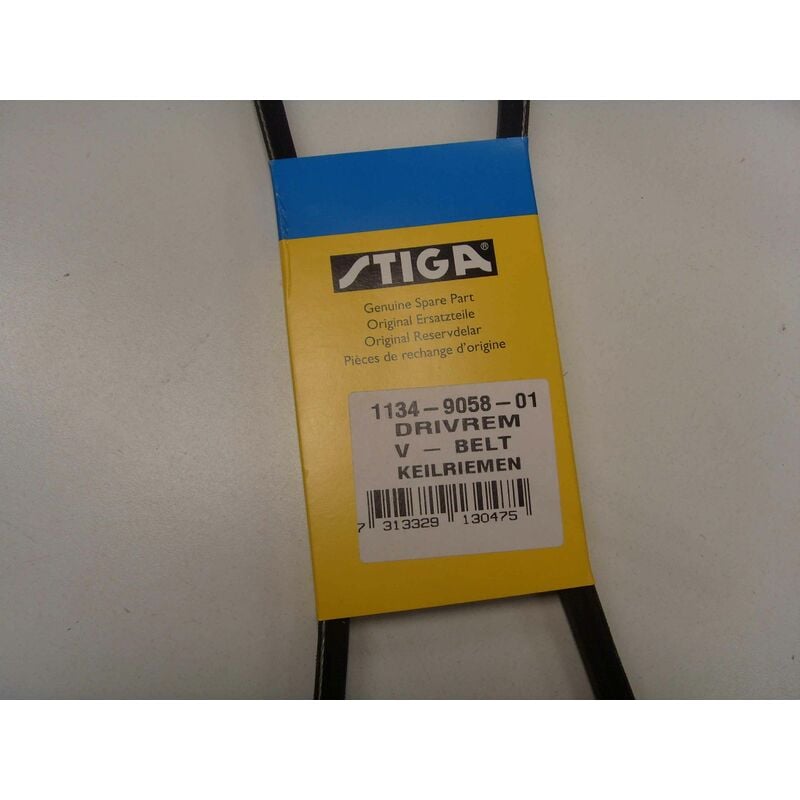 STIGA®
Genuine Spare Part
Original Ersatzteile
Original Reservdelar
Pièces de rechange d'origine
1134-9058-01
DRIVREM
V - BELT
KEILRIEMEN
7 313329 130475